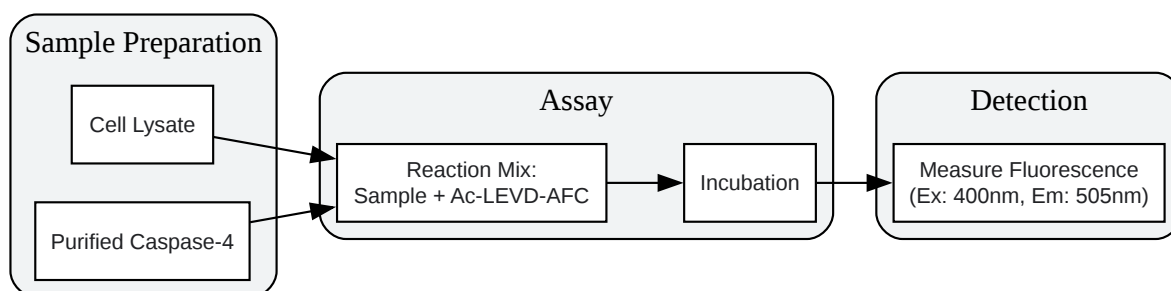 Sample Preparation
Cell Lysate
Purified Caspase-4
Assay
Reaction Mix:
Sample + Ac-LEVD-AFC
Incubation
Detection
Measure Fluorescence
(Ex: 400nm, Em: 505nm)